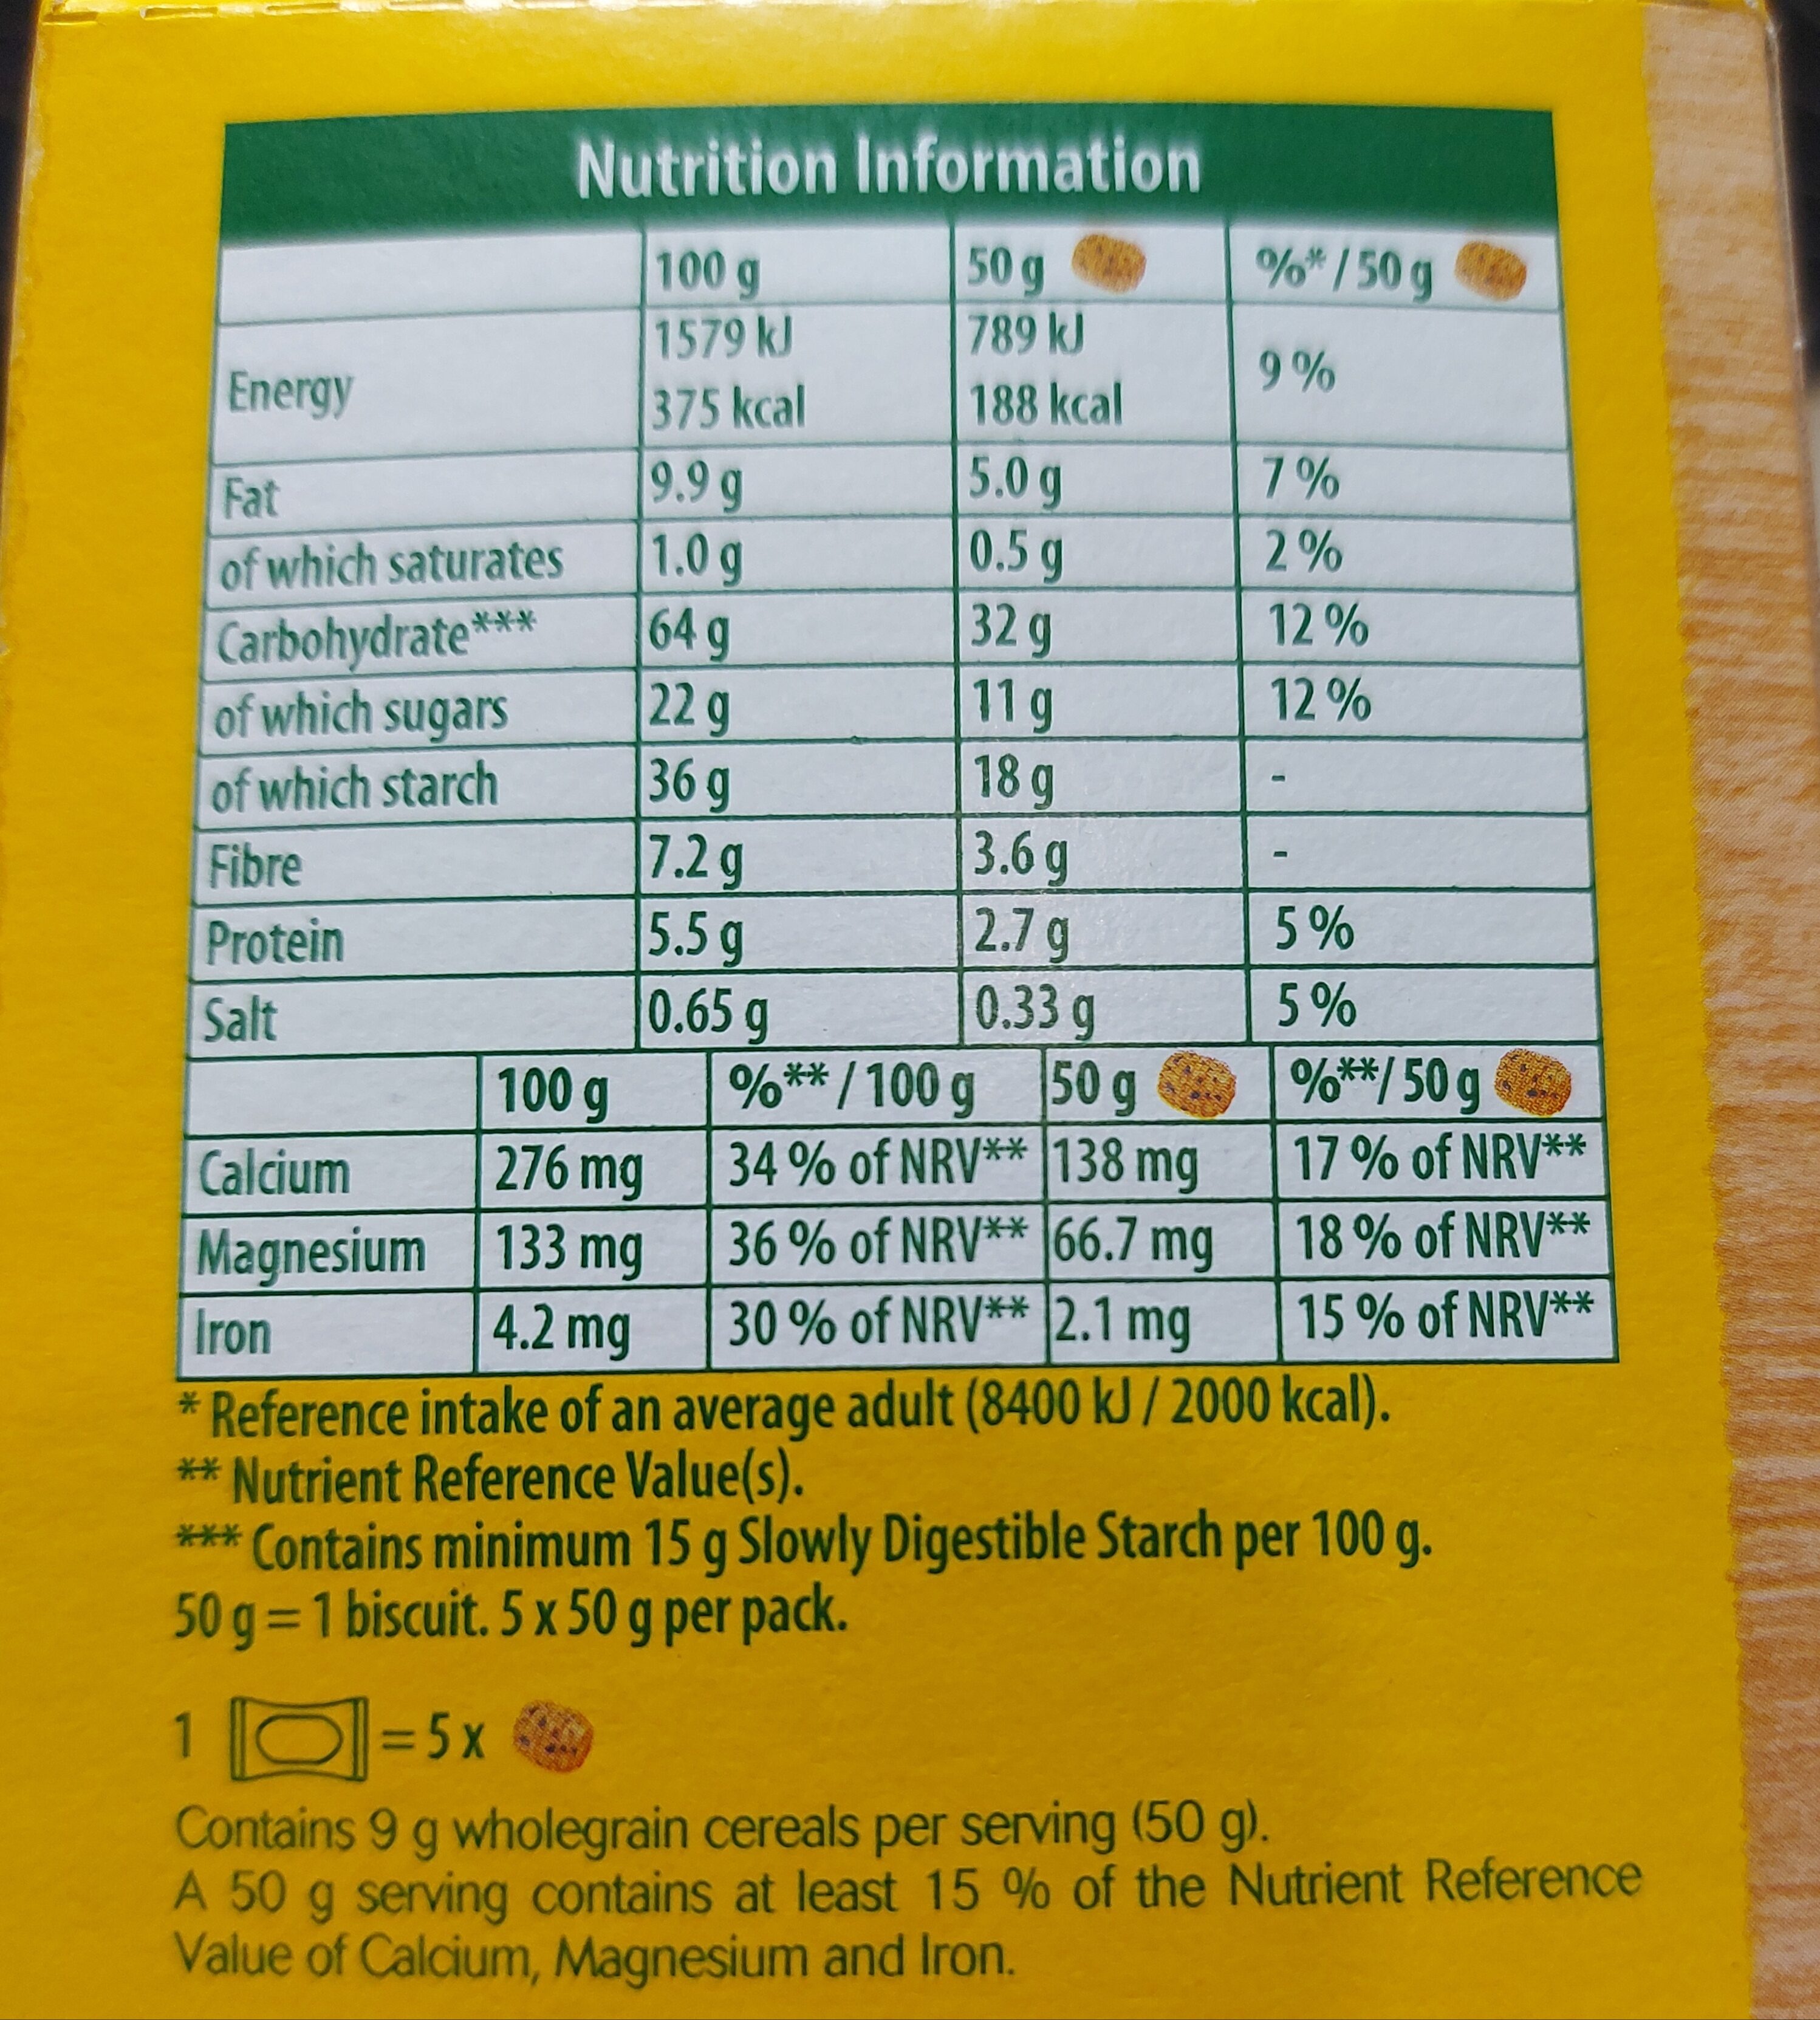 Nutrition Information
100 g 50 g %* / 50 g
Energy 1579 kJ 789 kJ 9 %
375 kcal 188 kcal
Fat 9.9 g 5.0 g 7 %
of which saturates 1.0 g 0.5 g 2 %
Carbohydrate*** 64 g 32 g 12 %
of which sugars 22 g 11 g 12 %
of which starch 36 g 18 g -
Fibre 7.2 g 3.6 g -
Protein 5.5 g 2.7 g 5 %
Salt 0.65 g 0.33 g 5 %
100 g %** / 100 g 50 g %**/ 50 g
Calcium 276 mg 34 % of NRV** 138 mg 17 % of NRV**
Magnesium 133 mg 36 % of NRV** 66.7 mg 18 % of NRV**
Iron 4.2 mg 30 % of NRV** 2.1 mg 15 % of NRV**
* Reference intake of an average adult (8400 kJ / 2000 kcal).
** Nutrient Reference Value(s).
*** Contains minimum 15 g Slowly Digestible Starch per 100 g.
50 g = 1 biscuit. 5 x 50 g per pack.
1 = 5 x
Contains 9 g wholegrain cereals per serving (50 g).
A 50 g serving contains at least 15 % of the Nutrient Reference
Value of Calcium, Magnesium and Iron.